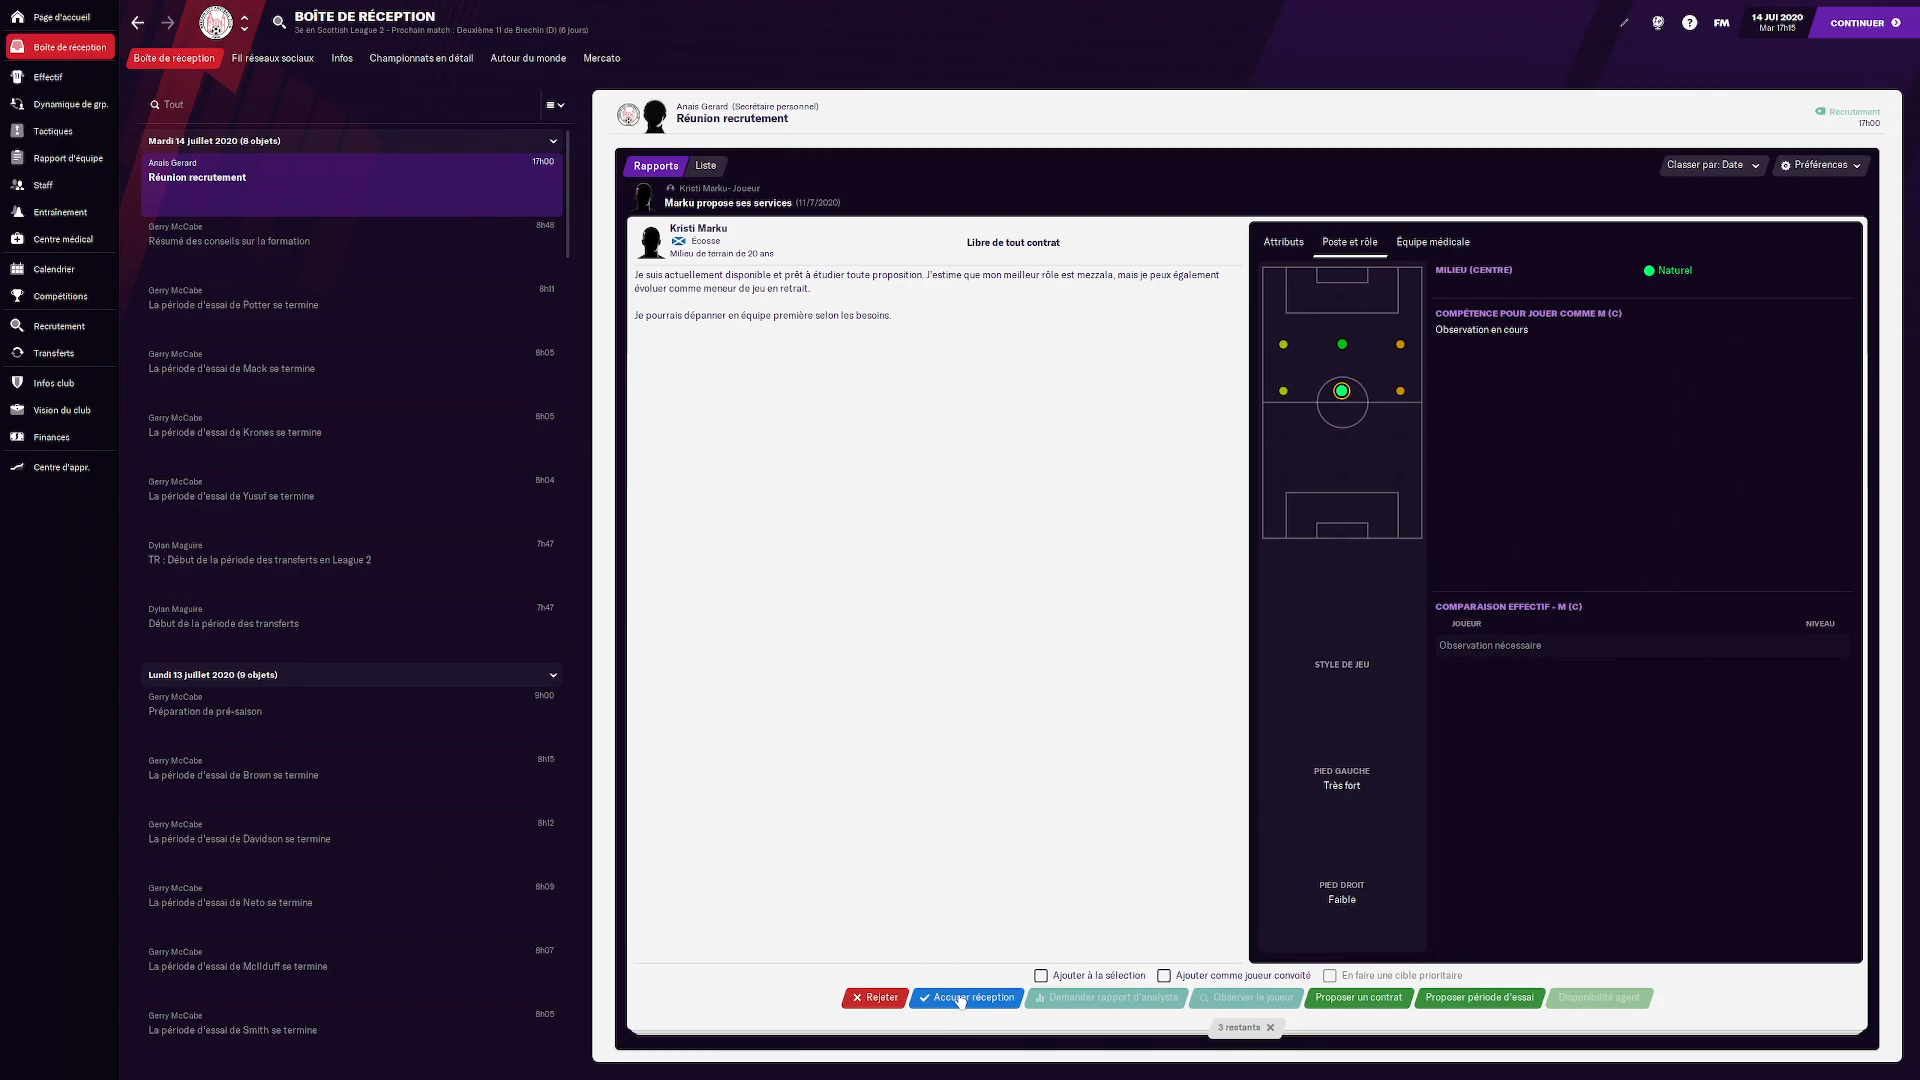 Page d'accueil
Boîte de réception
Effectif
Dynamique de grp.
Tactiques
Rapport d'équipe
Staff
Entraînement
Centre médical
Calendrier
Compétitions
Recrutement
Transferts
Infos club
Vision du club
Finances
Centre d'appr.
BOÎTE DE RÉCEPTION
3e en Scottish League 2 - Prochain match : Deuxième 11 de Brechin (D) (6 jours)
FM
14 JUI 2020
Mar 17h15
CONTINUER
Boîte de réception
Fil réseaux sociaux
Infos
Championnats en détail
Autour du monde
Mercato
Tout
Mardi 14 juillet 2020 (8 objets)
Anais Gerard 17h00
Réunion recrutement
Gerry McCabe 8h48
Résumé des conseils sur la formation
Gerry McCabe 8h11
La période d'essai de Potter se termine
Gerry McCabe 8h05
La période d'essai de Mack se termine
Gerry McCabe 8h05
La période d'essai de Krones se termine
Gerry McCabe 8h04
La période d'essai de Yusuf se termine
Dylan Maguire 7h47
TR : Début de la période des transferts en League 2
Dylan Maguire 7h47
Début de la période des transferts
Lundi 13 juillet 2020 (9 objets)
Gerry McCabe 9h00
Préparation de pré-saison
Gerry McCabe 8h15
La période d'essai de Brown se termine
Gerry McCabe 8h12
La période d'essai de Davidson se termine
Gerry McCabe 8h09
La période d'essai de Neto se termine
Gerry McCabe 8h07
La période d'essai de McIlduff se termine
Gerry McCabe 8h05
La période d'essai de Smith se termine
Anais Gerard (Secrétaire personnel)
Réunion recrutement
Recrutement
17h00
Rapports
Liste
Classer par: Date
Préférences
Kristi Marku- Joueur
Marku propose ses services (11/7/2020)
Kristi Marku
Écosse
Milieu de terrain de 20 ans
Libre de tout contrat
Je suis actuellement disponible et prêt à étudier toute proposition. J'estime que mon meilleur rôle est mezzala, mais je peux également
évoluer comme meneur de jeu en retrait.
Je pourrais dépanner en équipe première selon les besoins.
Attributs
Poste et rôle
Équipe médicale
MILIEU (CENTRE)
Naturel
COMPÉTENCE POUR JOUER COMME M (C)
Observation en cours
STYLE DE JEU
PIED GAUCHE
Très fort
PIED DROIT
Faible
COMPARAISON EFFECTIF - M (C)
JOUEUR NIVEAU
Observation nécessaire
Ajouter à la sélection
Ajouter comme joueur convoité
En faire une cible prioritaire
Rejeter
Accuser réception
Demander rapport d'analyste
Observer le joueur
Proposer un contrat
Proposer période d'essai
Disponibilité agent
3 restants